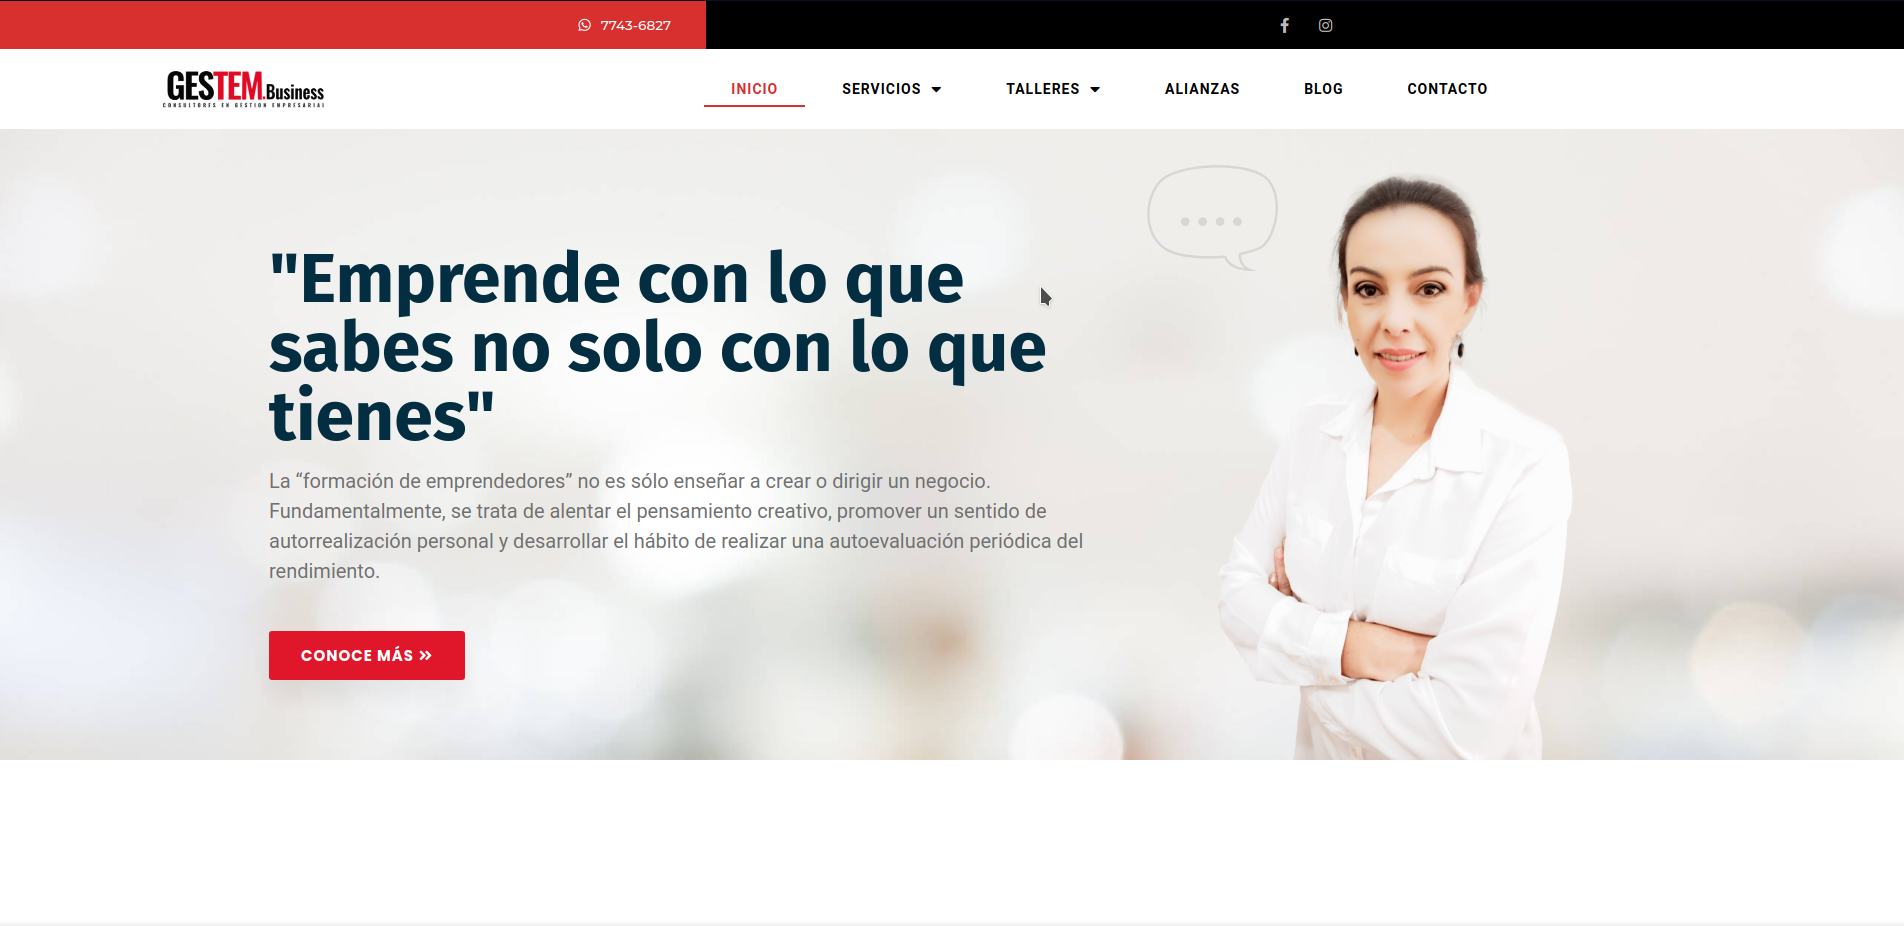 7743-6827
GESTEM.Business
CONSULTORES EN GESTION EMPRESARIAL
INICIO
SERVICIOS
TALLERES
ALIANZAS
BLOG
CONTACTO
"Emprende con lo que
sabes no solo con lo que
tienes"
La “formación de emprendedores” no es sólo enseñar a crear o dirigir un negocio.
Fundamentalmente, se trata de alentar el pensamiento creativo, promover un sentido de
autorrealización personal y desarrollar el hábito de realizar una autoevaluación periódica del
rendimiento.
CONOCE MÁS »